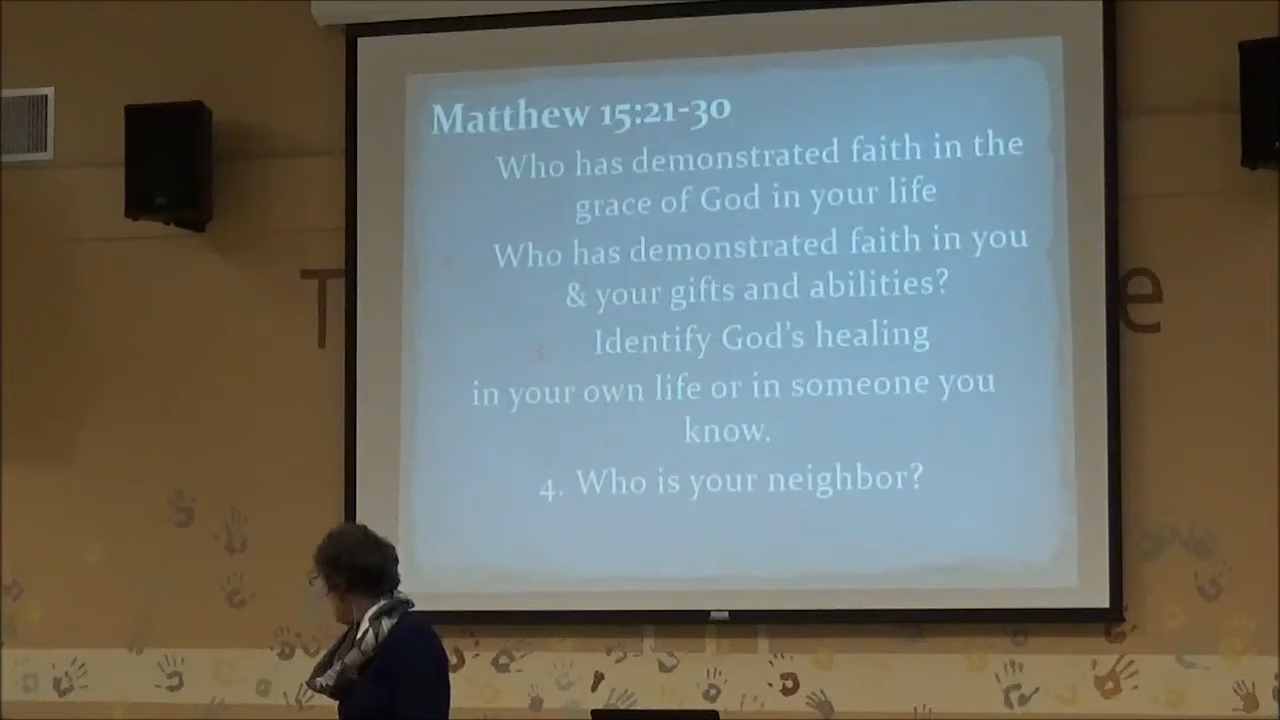 Matthew 15:21-30
Who has demonstrated faith in the
grace of God in your life
Who has demonstrated faith in you
& your gifts and abilities?
3. Identify God's healing
in your own life or in someone you
know.
4. Who is your neighbor?
T
e